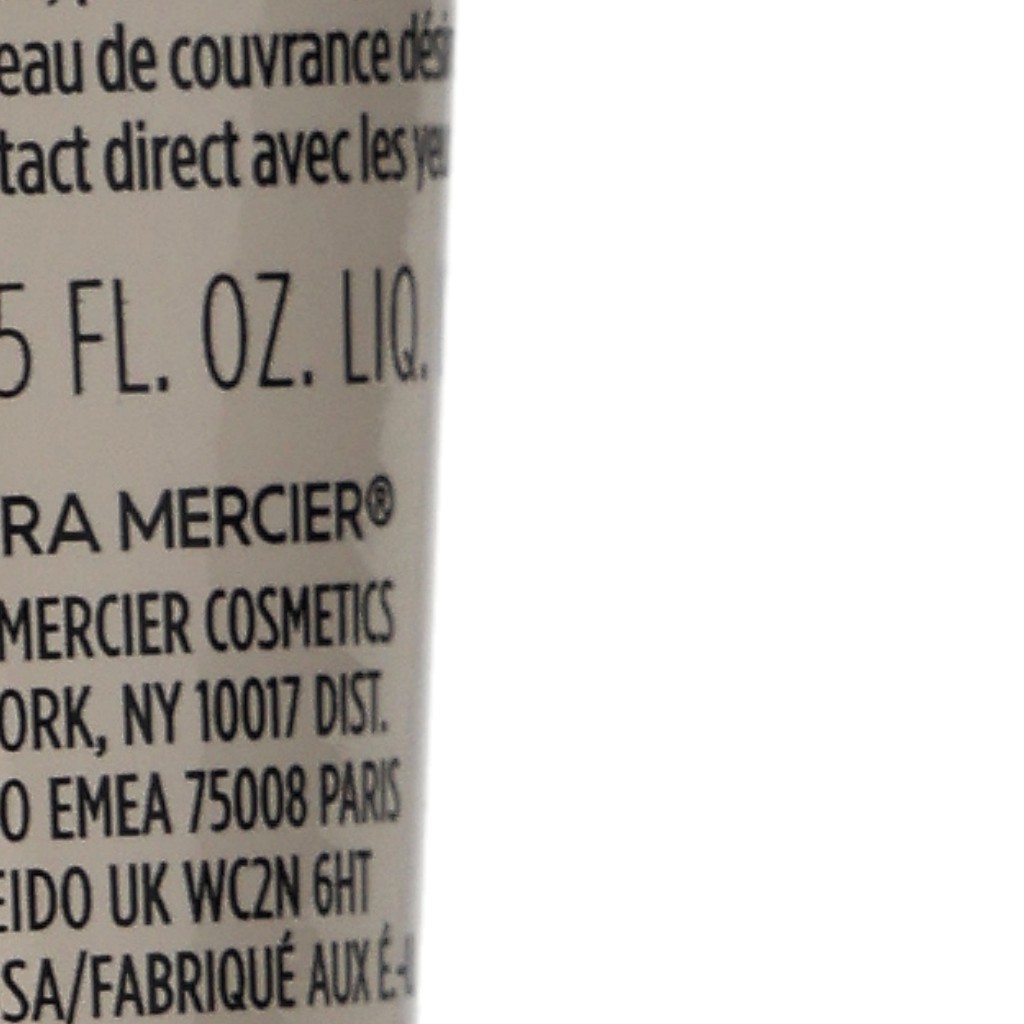 eau de couvrance dési
tact direct avec les yeu
5 FL. OZ. LIQ.
RA MERCIER®
MERCIER COSMETICS
ORK, NY 10017 DIST.
O EMEA 75008 PARIS
EIDO UK WC2N 6HT
SA/FABRIQUÉ AUX É-U